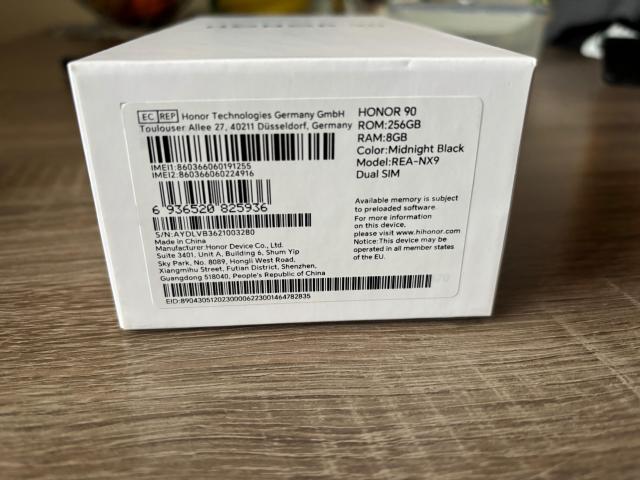 HONOR 90
EC REP Honor Technologies Germany GmbH
Toulouser Allee 27, 40211 Düsseldorf, Germany
IMEI1:860366060191255
IMEI2:860366060224916
6 936520 825936
S/N:AYDLVB3621003280
Made in China
Manufacturer:Honor Device Co., Ltd.
Suite 3401, Unit A, Building 6, Shum Yip
Sky Park, No. 8089, Hongli West Road,
Xiangmihu Street, Futian District, Shenzhen,
Guangdong 518040, People's Republic of China
EID:89043051202300006223001464782835
HONOR 90
ROM:256GB
RAM:8GB
Color:Midnight Black
Model:REA-NX9
Dual SIM
Available memory is subject
to preloaded software.
For more information
on this device,
please visit www.hihonor.com
Notice:This device may be
operated in all member states
of the EU.